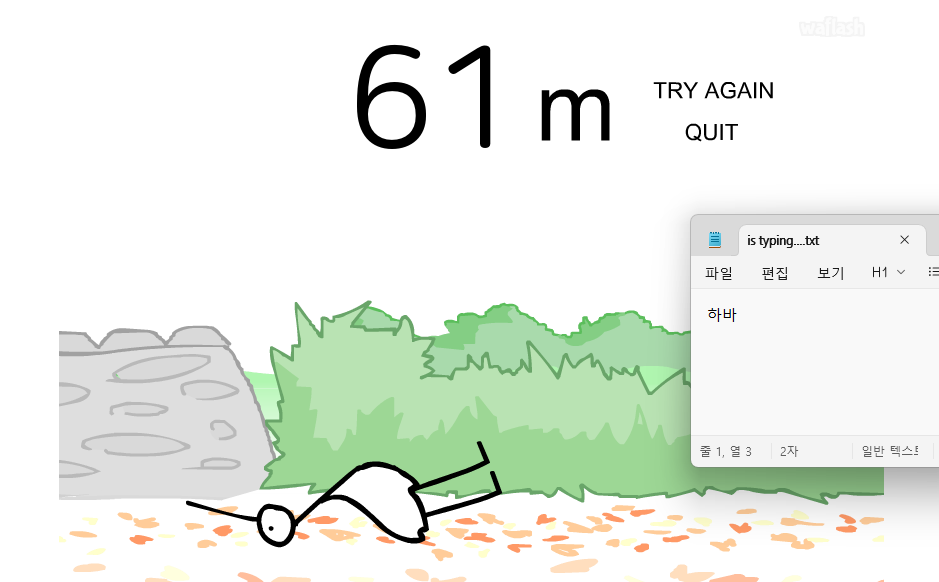 waflash
61 m
TRY AGAIN
QUIT
is typing....txt
파일 편집 보기 H1
하바
줄 1, 열 3 2자 일반 텍스트